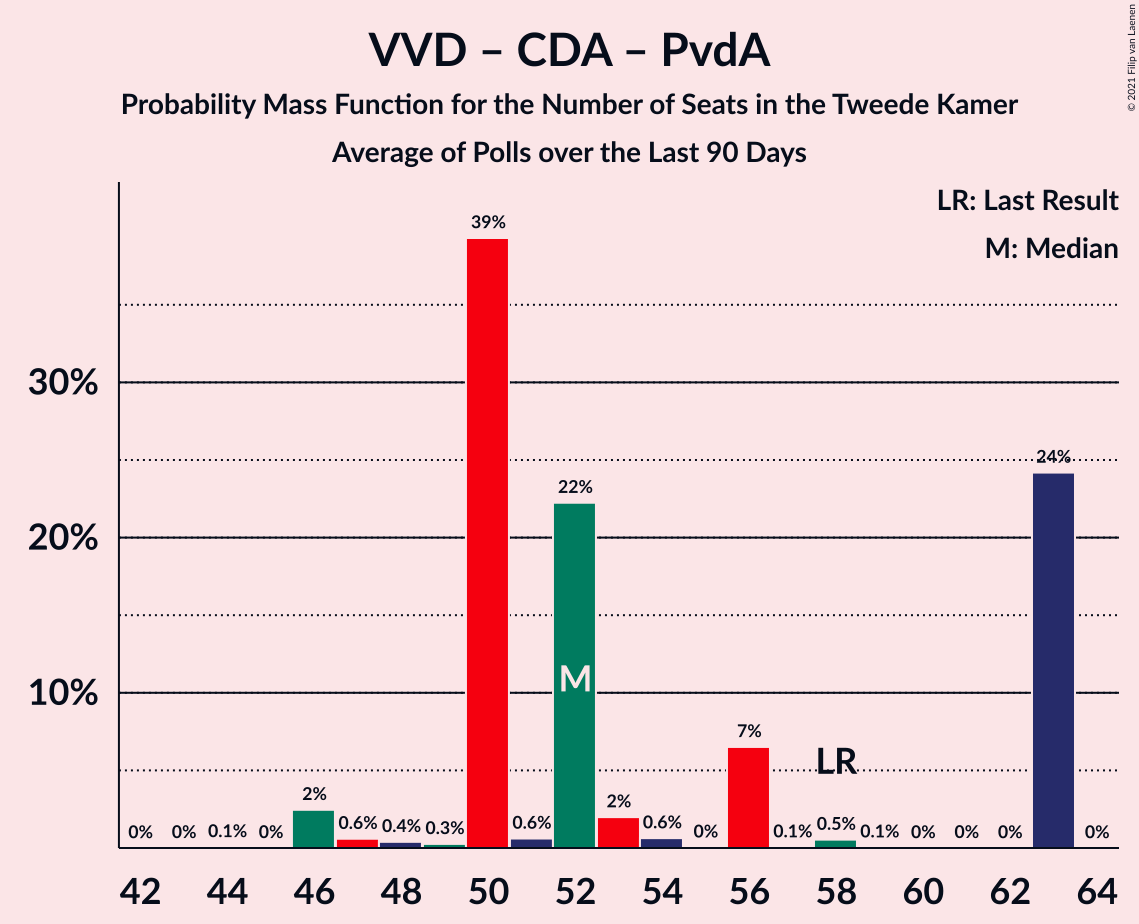 VVD – CDA – PvdA
Probability Mass Function for the Number of Seats in the Tweede Kamer
Average of Polls over the Last 90 Days
© 2021 Filip van Laenen
LR: Last Result
M: Median
39%
30%
24%
22%
20%
M
10%
7%
LR
2%
2%
0% 0% 0.1% 0% 0.6% 0.4% 0.3% 0.6% 0.6% 0% 0.1% 0.5% 0.1% 0% 0% 0% 0%
42 44 46 48 50 52 54 56 58 60 62 64